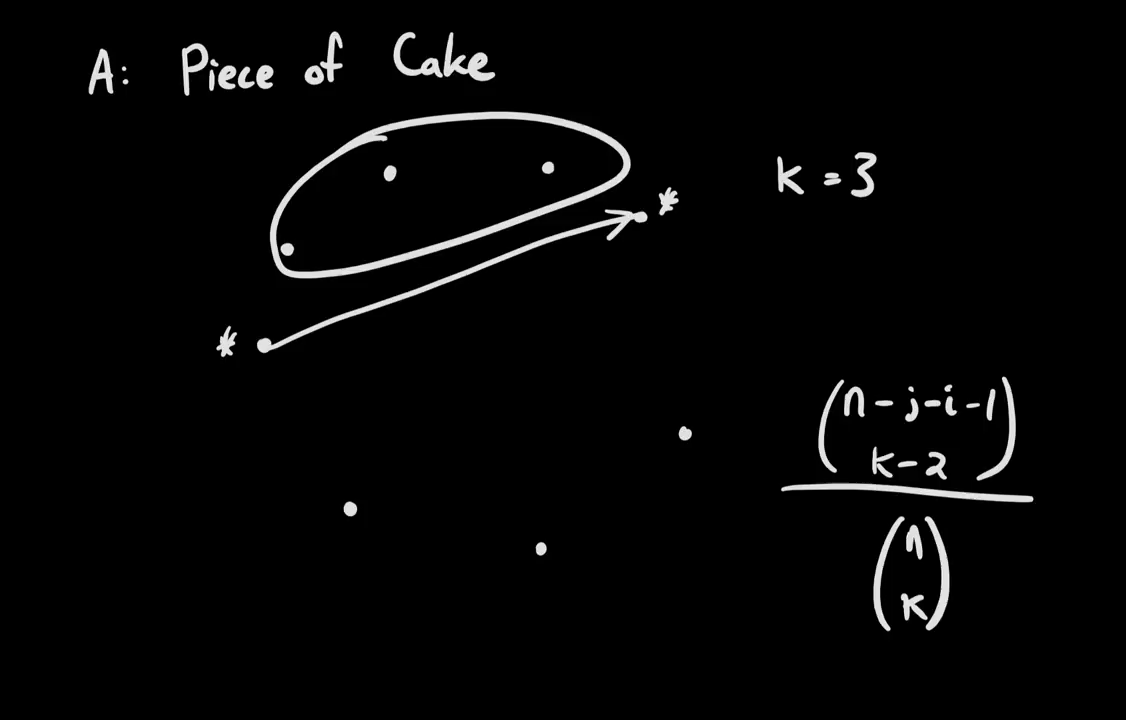 A: Piece of Cake
k = 3
*
*
(n-j-i-1
k-2)
(n
k)